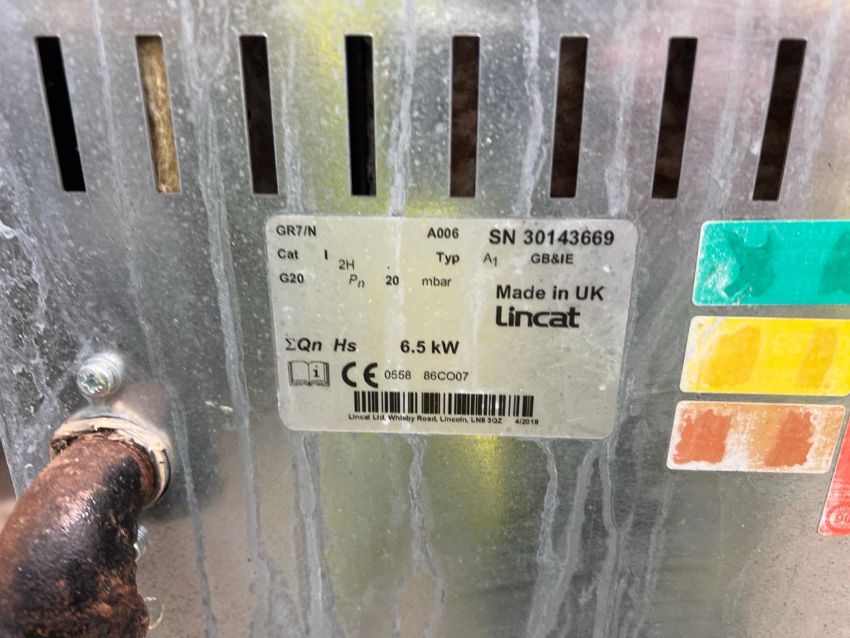 GR7/N A006 SN 30143669
Cat I 2H Typ A1 GB&IE
G20 Pn 20 mbar
Made in UK
Lincat
ΣQn Hs 6.5 kW
i CE 0558 86CO07
Lincat Ltd, Whisby Road, Lincoln, LN6 3QZ 4/2018